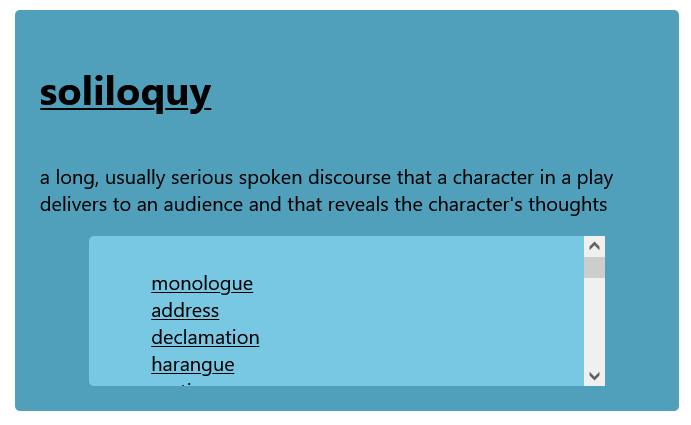 soliloquy
a long, usually serious spoken discourse that a character in a play
delivers to an audience and that reveals the character's thoughts
monologue
address
declamation
harangue